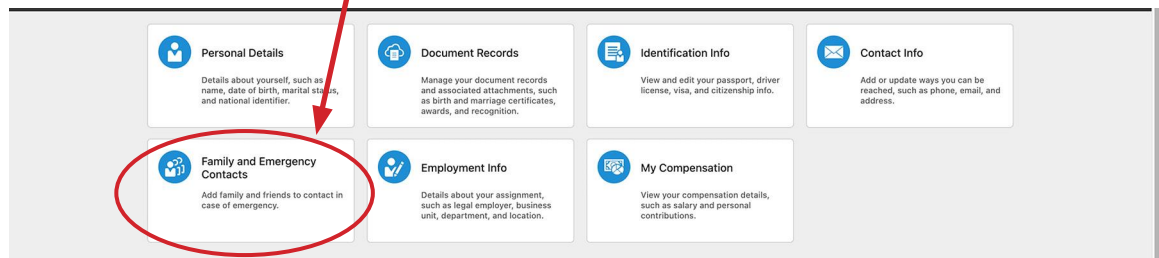 Personal Details
Details about yourself, such as
name, date of birth, marital status,
and national identifier.
Document Records
Manage your document records
and associated attachments, such
as birth and marriage certificates,
awards, and recognition.
Identification Info
View and edit your passport, driver
license, visa, and citizenship info.
Contact Info
Add or update ways you can be
reached, such as phone, email, and
address.
Family and Emergency
Contacts
Add family and friends to contact in
case of emergency.
Employment Info
Details about your assignment,
such as legal employer, business
unit, department, and location.
My Compensation
View your compensation details,
such as salary and personal
contributions.